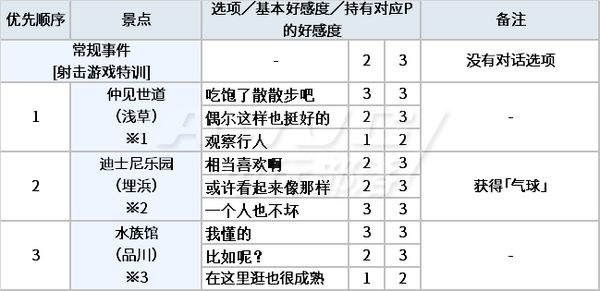 优先顺序 景点 选项／基本好感度／持有对应P的好感度 备注
常规事件[射击游戏特训] - 2 3 没有对话选项
1 仲见世道（浅草）※1 吃饱了散散步吧 3 3 -
偶尔这样也挺好的 2 3
观察行人 1 2
2 迪士尼乐园（埋浜）※2 相当喜欢啊 2 3 获得「气球」
或许看起来像那样 2 3
一个人也不坏 3 3
3 水族馆（品川）※3 我懂的 3 3 -
比如呢？ 2 3
在这里逛也很成熟 1 2